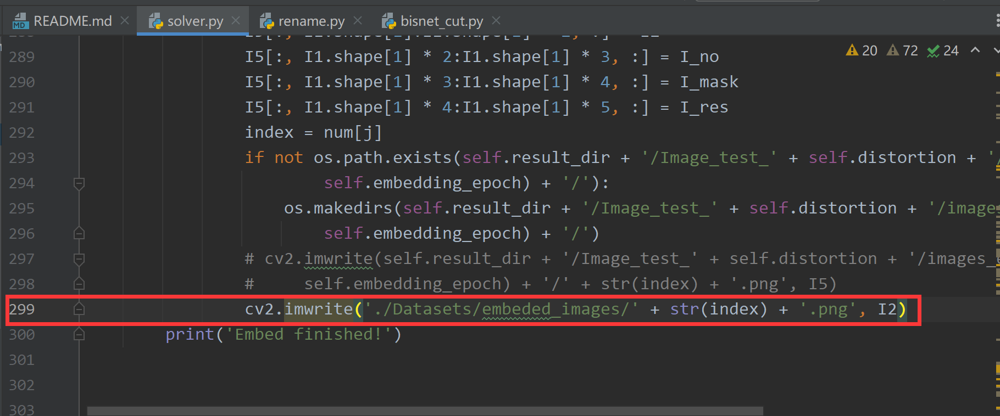 README.md solver.py rename.py bisnet_cut.py
20 72 24
289 I5[:, I1.shape[1] * 2:I1.shape[1] * 3, :] = I_no
290 I5[:, I1.shape[1] * 3:I1.shape[1] * 4, :] = I_mask
291 I5[:, I1.shape[1] * 4:I1.shape[1] * 5, :] = I_res
292 index = num[j]
293 if not os.path.exists(self.result_dir + '/Image_test_' + self.distortion + '/
294 self.embedding_epoch) + '/'):
295 os.makedirs(self.result_dir + '/Image_test_' + self.distortion + '/images
296 self.embedding_epoch) + '/')
297 # cv2.imwrite(self.result_dir + '/Image_test_' + self.distortion + '/images_
298 # self.embedding_epoch) + '/' + str(index) + '.png', I5)
299 cv2.imwrite('./Datasets/embeded_images/' + str(index) + '.png', I2)
300 print('Embed finished!')
301
302
303